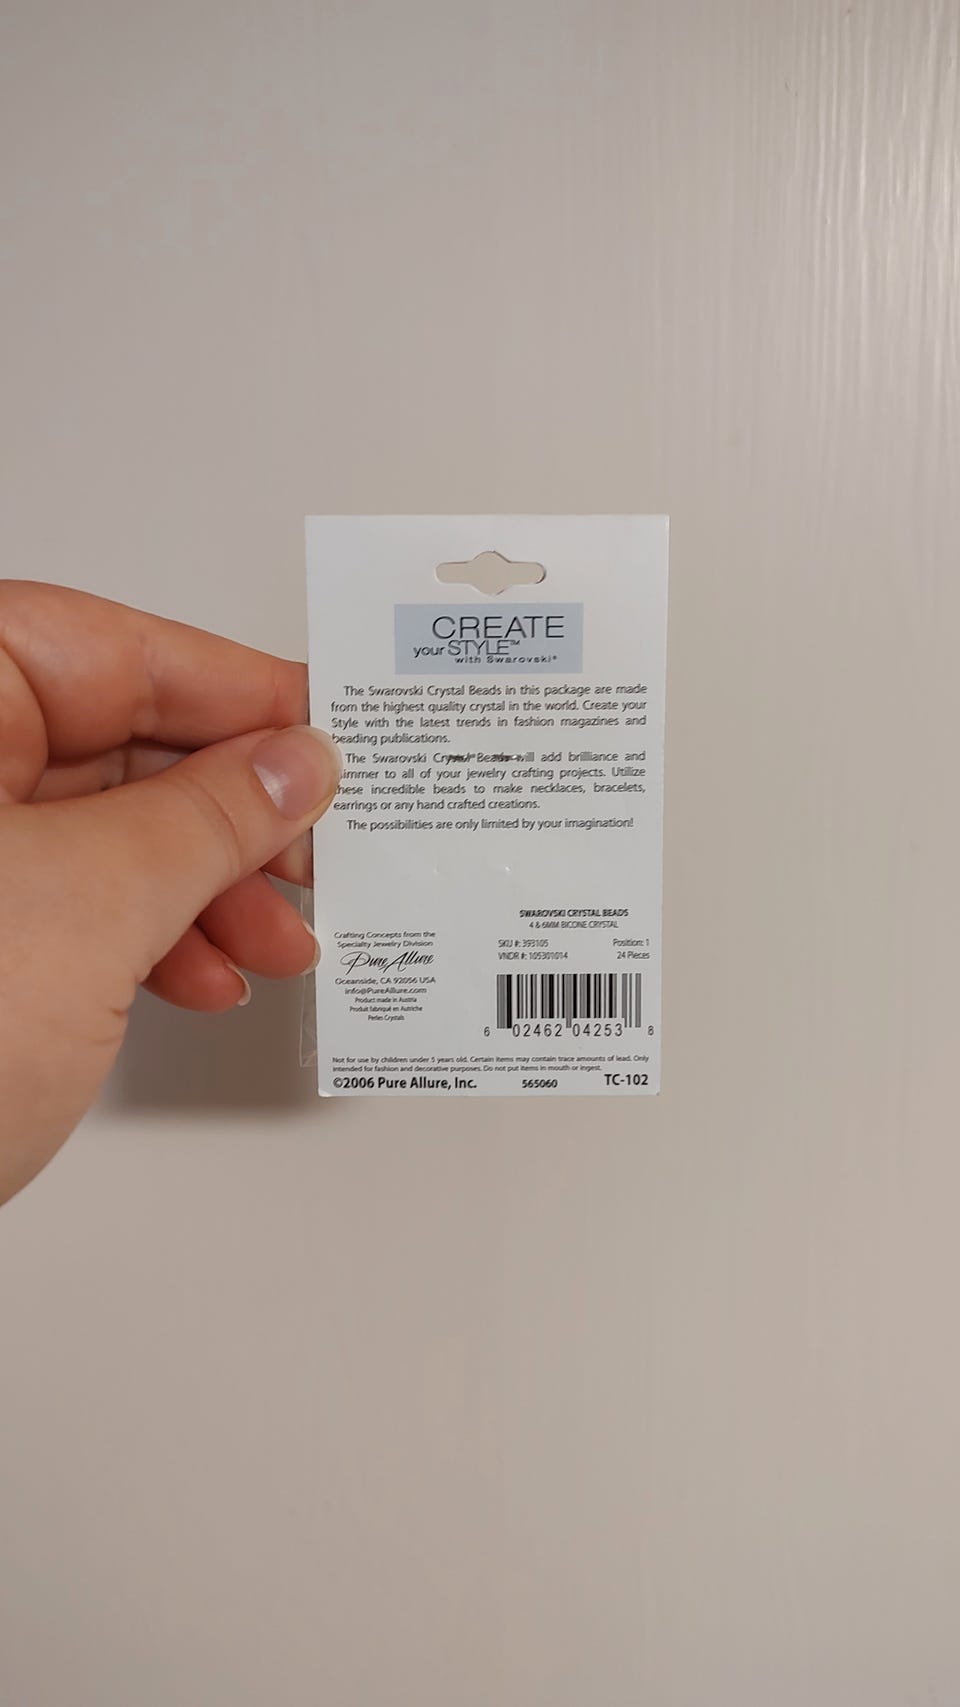 CREATE
your STYLE™
with Swarovski®
The Swarovski Crystal Beads in this package are made
from the highest quality crystal in the world. Create your
Style with the latest trends in fashion magazines and
beading publications.
The Swarovski Crystal Beads will add brilliance and
immer to all of your jewelry crafting projects. Utilize
these incredible beads to make necklaces, bracelets,
earrings or any hand crafted creations.
The possibilities are only limited by your imagination!
SWAROVSKI CRYSTAL BEADS
4 & 6MM BICONE CRYSTAL
SKU #: 393105 Position: 1
VNDR #: 105301014 24 Pieces
Crafting Concepts from the
Specialty Jewelry Division
Pure Allure
Oceanside, CA 92056 USA
info@PureAllure.com
Product made in Austria
Produit fabriqué en Autriche
Perles Crystals
6 02462 04253 8
Not for use by children under 5 years old. Certain items may contain trace amounts of lead. Only
intended for fashion and decorative purposes. Do not put items in mouth or ingest.
©2006 Pure Allure, Inc. 565060 TC-102